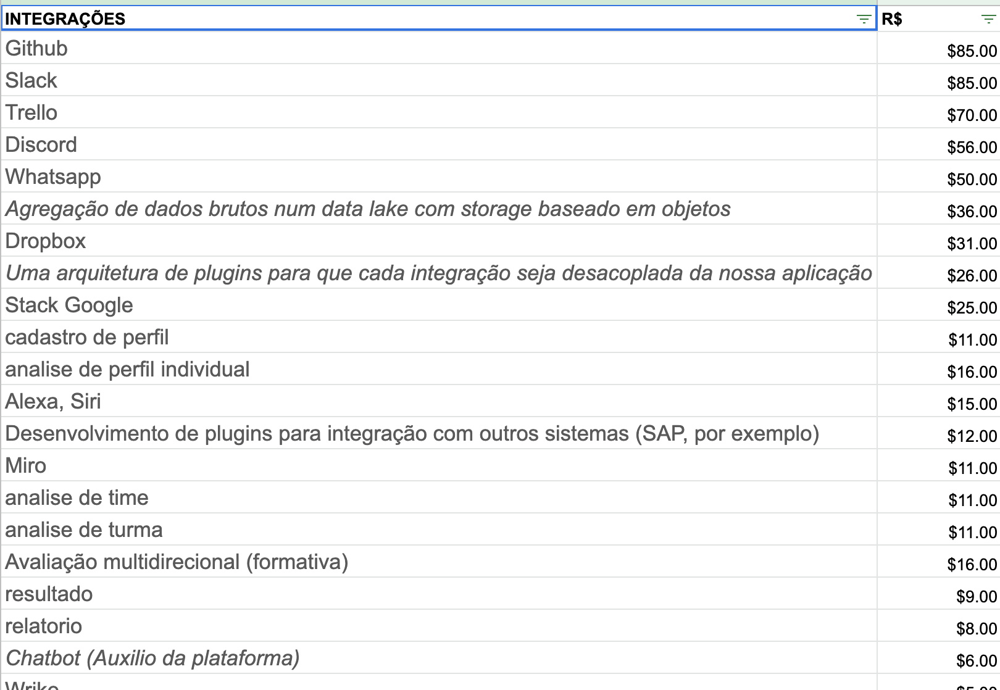 INTEGRAÇÕES R$
Github $85.00
Slack $85.00
Trello $70.00
Discord $56.00
Whatsapp $50.00
Agregação de dados brutos num data lake com storage baseado em objetos $36.00
Dropbox $31.00
Uma arquitetura de plugins para que cada integração seja desacoplada da nossa aplicação $26.00
Stack Google $25.00
cadastro de perfil $11.00
analise de perfil individual $16.00
Alexa, Siri $15.00
Desenvolvimento de plugins para integração com outros sistemas (SAP, por exemplo) $12.00
Miro $11.00
analise de time $11.00
analise de turma $11.00
Avaliação multidirecional (formativa) $16.00
resultado $9.00
relatorio $8.00
Chatbot (Auxilio da plataforma) $6.00
Wrike $5.00